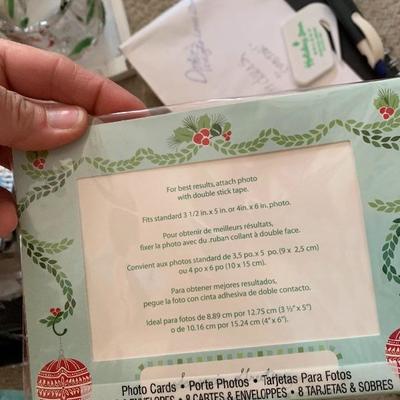 Holiday Inn
For best results, attach photo
with double stick tape.
Fits standard 3 1/2 in. x 5 in. or 4in. x 6 in. photo.
Pour obtenir de meilleurs résultats,
fixer la photo avec du .ruban collant à double face.
Convient aux photos standard de 3,5 po.x 5 po. (9 x 2,5 cm)
ou 4 po x 6 po (10 x 15 cm).
Para obtener mejores resultados,
pegue la foto con cinta adhesiva de doble contacto.
Ideal para fotos de 8.89 cm por 12.75 cm (3 ½" x 5")
o de 10.16 cm por 15.24 cm (4" x 6").
Photo Cards • Porte Photos • Tarjetas Para Fotos
ENVELOPES • 8 CARTES & ENVELOPPES • 8 TARJETAS & SOBRES